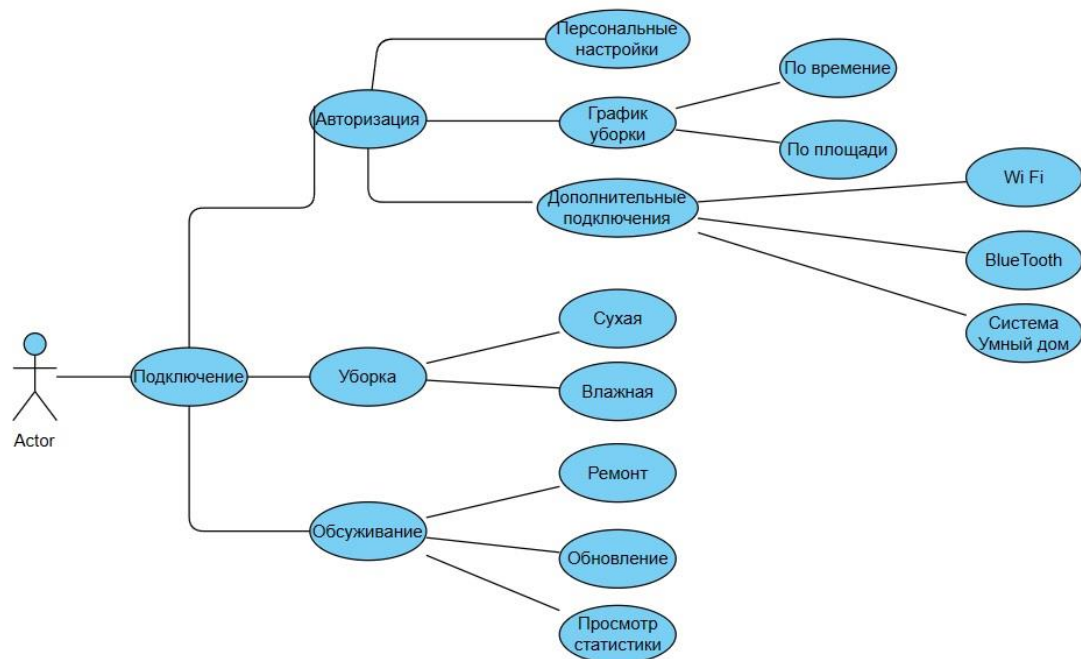 Персональные
настройки
По времение
Авторизация
График
уборки
По площади
Wi Fi
Дополнительные
подключения
BlueTooth
Сухая
Система
Умный дом
Подключение
Уборка
Влажная
Actor
Ремонт
Обсуживание
Обновление
Просмотр
статистики